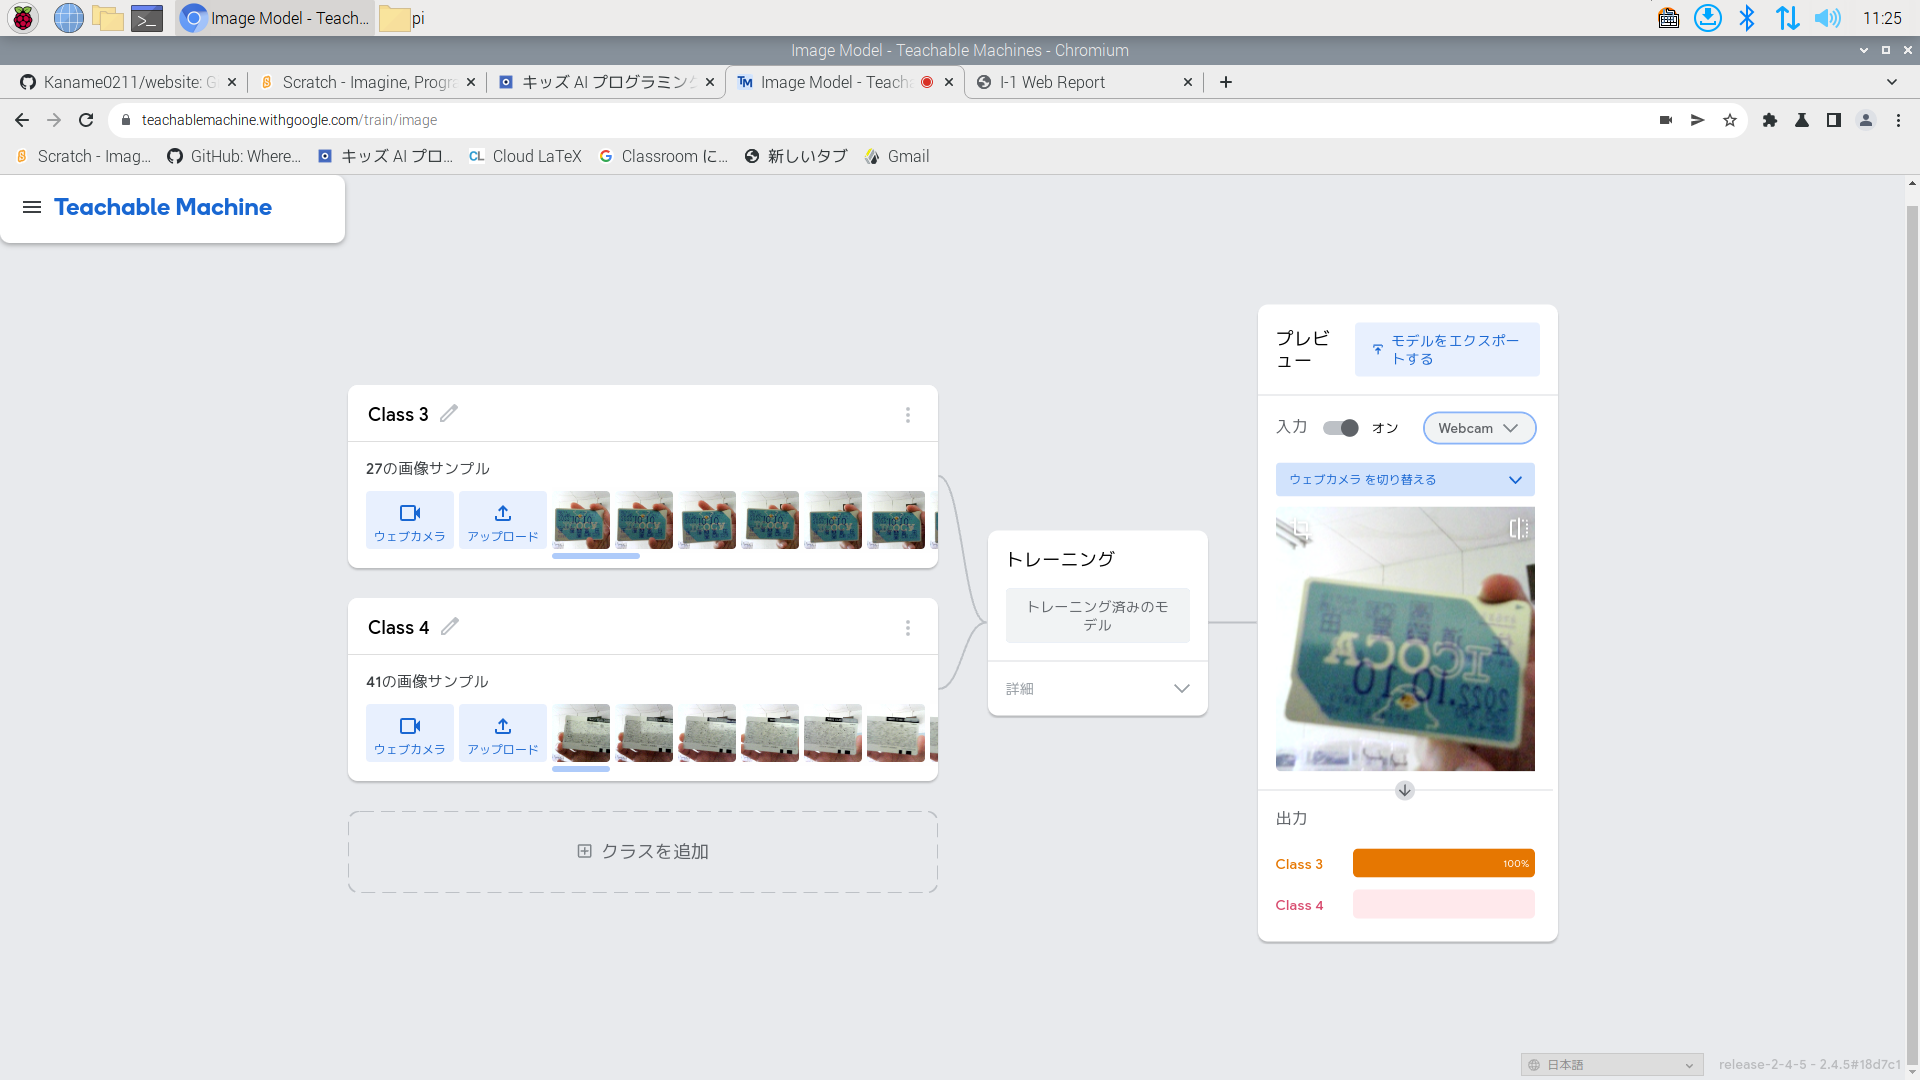 Image Model - Teach...
pi
11:25
Image Model - Teachable Machines - Chromium
Kaname0211/website: G
Scratch - Imagine, Progra
キッズ AI プログラミング
Image Model - Teach
I-1 Web Report
teachablemachine.withgoogle.com/train/image
Scratch - Imag...
GitHub: Where...
キッズ AI プロ...
CL Cloud LaTeX
Classroom に...
新しいタブ
Gmail
Teachable Machine
Class 3
27の画像サンプル
ウェブカメラ
アップロード
Class 4
41の画像サンプル
ウェブカメラ
アップロード
クラスを追加
トレーニング
トレーニング済みのモ
デル
詳細
プレビ
ュー
モデルをエクスポー
トする
入力
オン
Webcam
ウェブカメラ を切り替える
ICOCA
2022.10.10
出力
Class 3
100%
Class 4
日本語
release-2-4-5 - 2.4.5#18d7c1